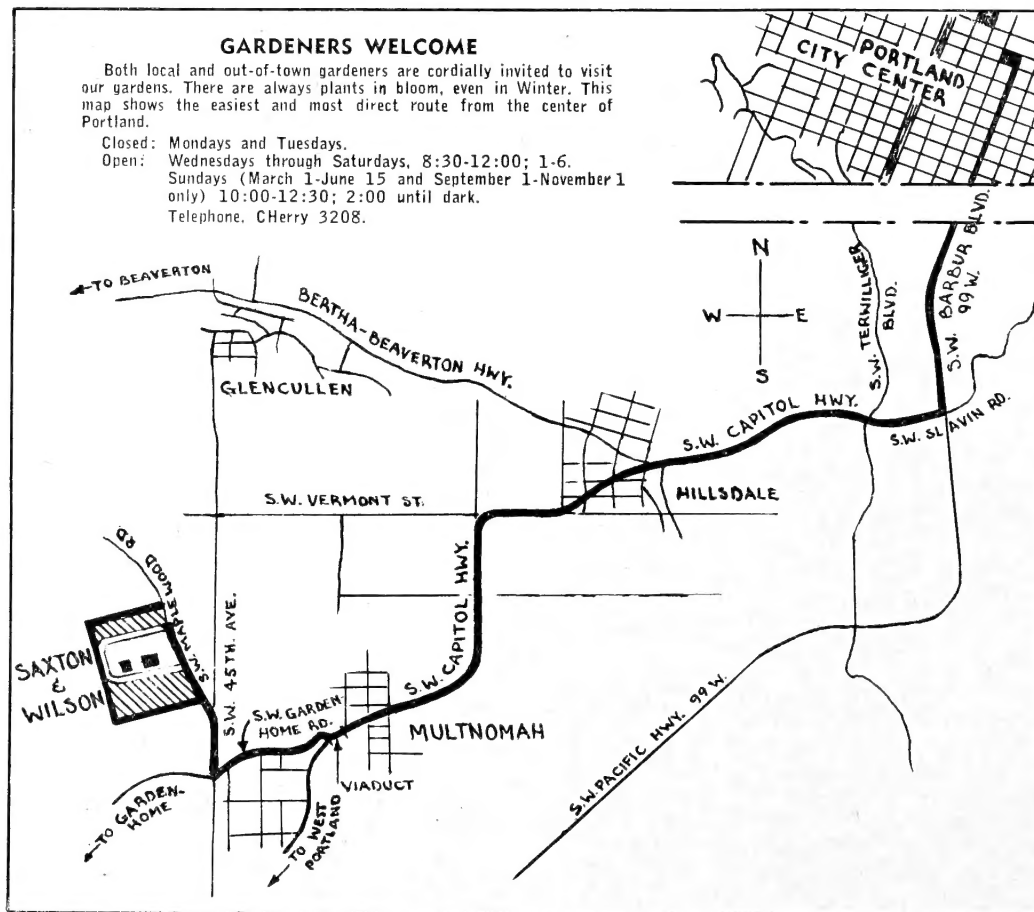 GARDENERS WELCOME
Both local and out-of-town gardeners are cordially invited to visit
our gardens. There are always plants in bloom, even in Winter. This
map shows the easiest and most direct route from the center of
Portland.
Closed: Mondays and Tuesdays.
Open: Wednesdays through Saturdays, 8:30-12:00; 1-6.
Sundays (March 1-June 15 and September 1-November 1
only) 10:00-12:30; 2:00 until dark.
Telephone. CHerry 3208.
PORTLAND
CITY CENTER
N
W E
S
TO BEAVERTON
BERTHA-BEAVERTON HWY.
GLENCULLEN
S.W. TERWILLIGER
BLVD.
S.W. BARBUR BLVD.
99 W.
S.W. CAPITOL HWY.
S.W. SLAVIN RD.
HILLSDALE
S.W. VERMONT ST.
S.W. CAPITOL HWY.
S.W. MAPLEWOOD RD
S.W. 45TH AVE.
SAXTON
&
WILSON
S.W. GARDEN
HOME RD.
S.W. CAPITOL HWY.
MULTNOMAH
VIADUCT
TO GARDEN-
HOME
TO WEST
PORTLAND
S.W. PACIFIC HWY. 99 W.